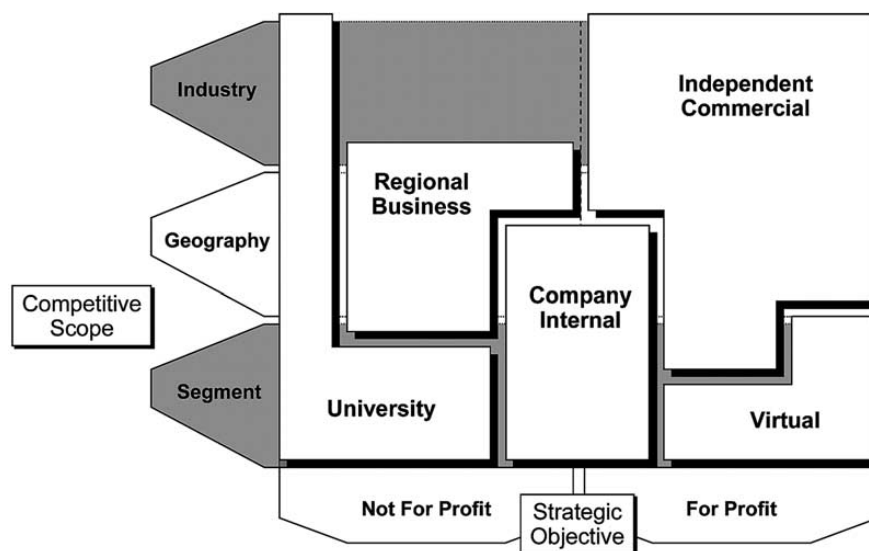 Industry
Independent
Commercial
Regional
Business
Geography
Competitive
Scope
Company
Internal
Segment
University
Virtual
Not For Profit
Strategic
Objective
For Profit